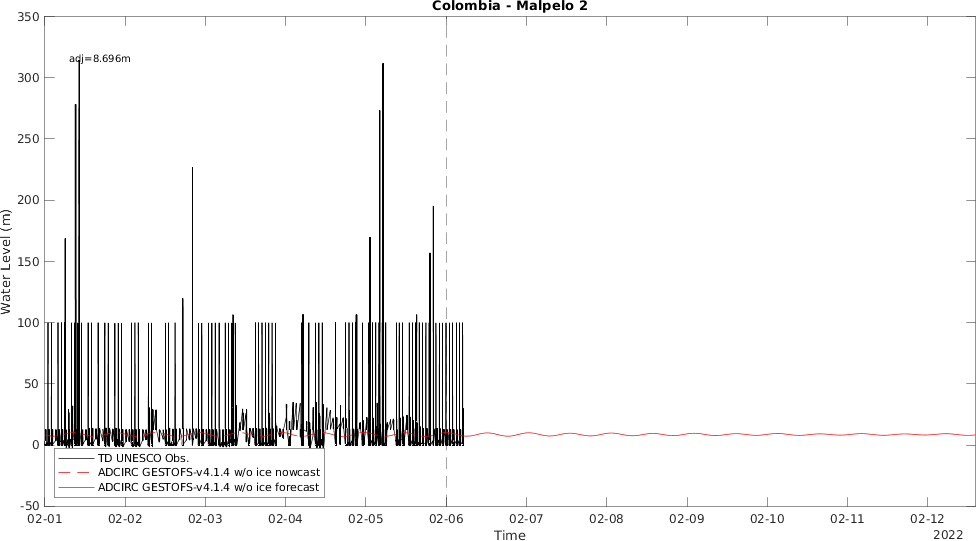 Colombia - Malpelo 2
350
300
250
200
150
100
50
0
-50
Water Level (m)
adj=8.696m
TD UNESCO Obs.
ADCIRC GESTOFS-v4.1.4 w/o ice nowcast
ADCIRC GESTOFS-v4.1.4 w/o ice forecast
02-01 02-02 02-03 02-04 02-05 02-06 02-07 02-08 02-09 02-10 02-11 02-12
Time
2022